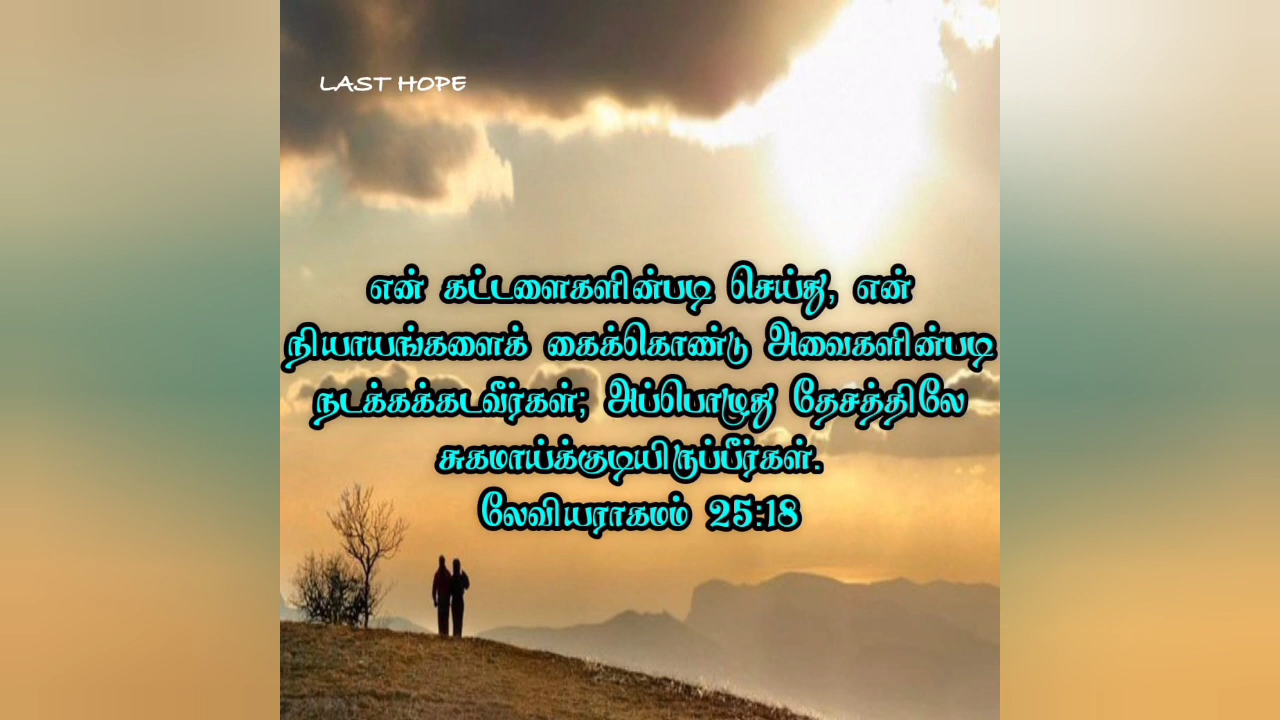 LAST HOPE
என் கட்டளைகளின்படி செய்து, என்
நியாயங்களைக் கைக்கொண்டு அவைகளின்படி
நடக்கக்கடவீர்கள்; அப்பொழுது தேசத்திலே
சுகமாய்க்குடியிருப்பீர்கள்.
லேவியராகமம் 25:18